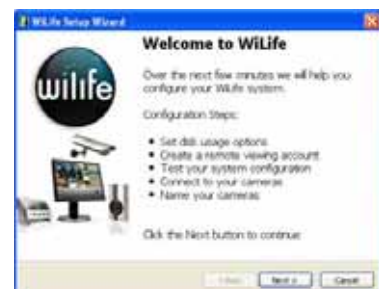 WiLife Setup Wizard
Welcome to WiLife
wilife
Over the next few minutes we will help you
configure your WiLife system.
Configuration Steps:
• Set disk usage options
• Create a remote viewing account
• Test your system configuration
• Connect to your cameras
• Name your cameras
Click the Next button to continue
Next >
Cancel